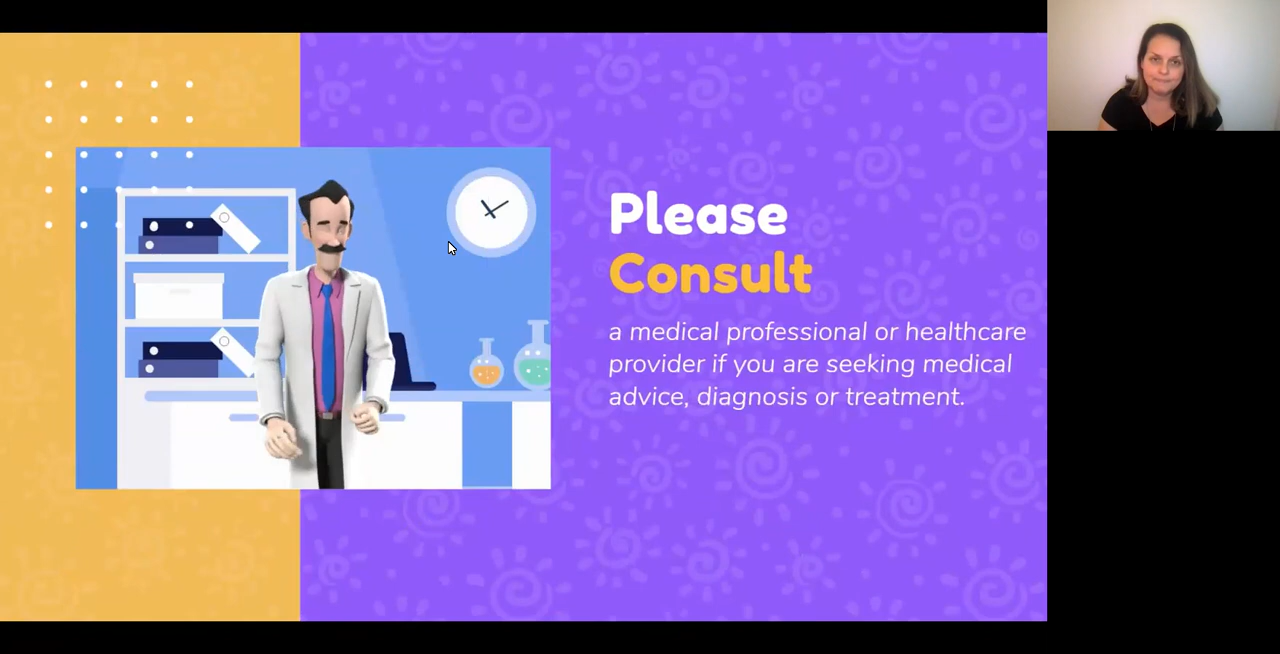 Please
Consult
a medical professional or healthcare
provider if you are seeking medical
advice, diagnosis or treatment.